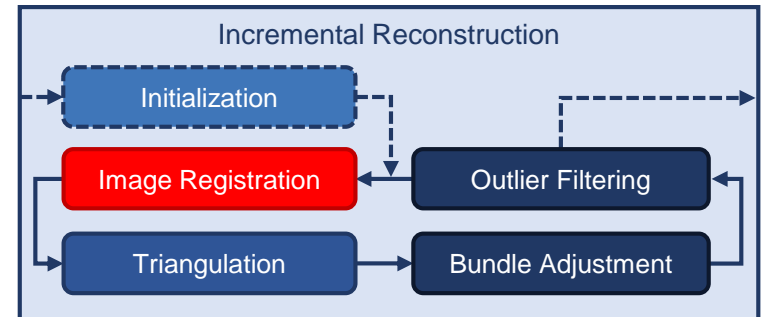 Incremental Reconstruction
Initialization
Image Registration
Outlier Filtering
Triangulation
Bundle Adjustment